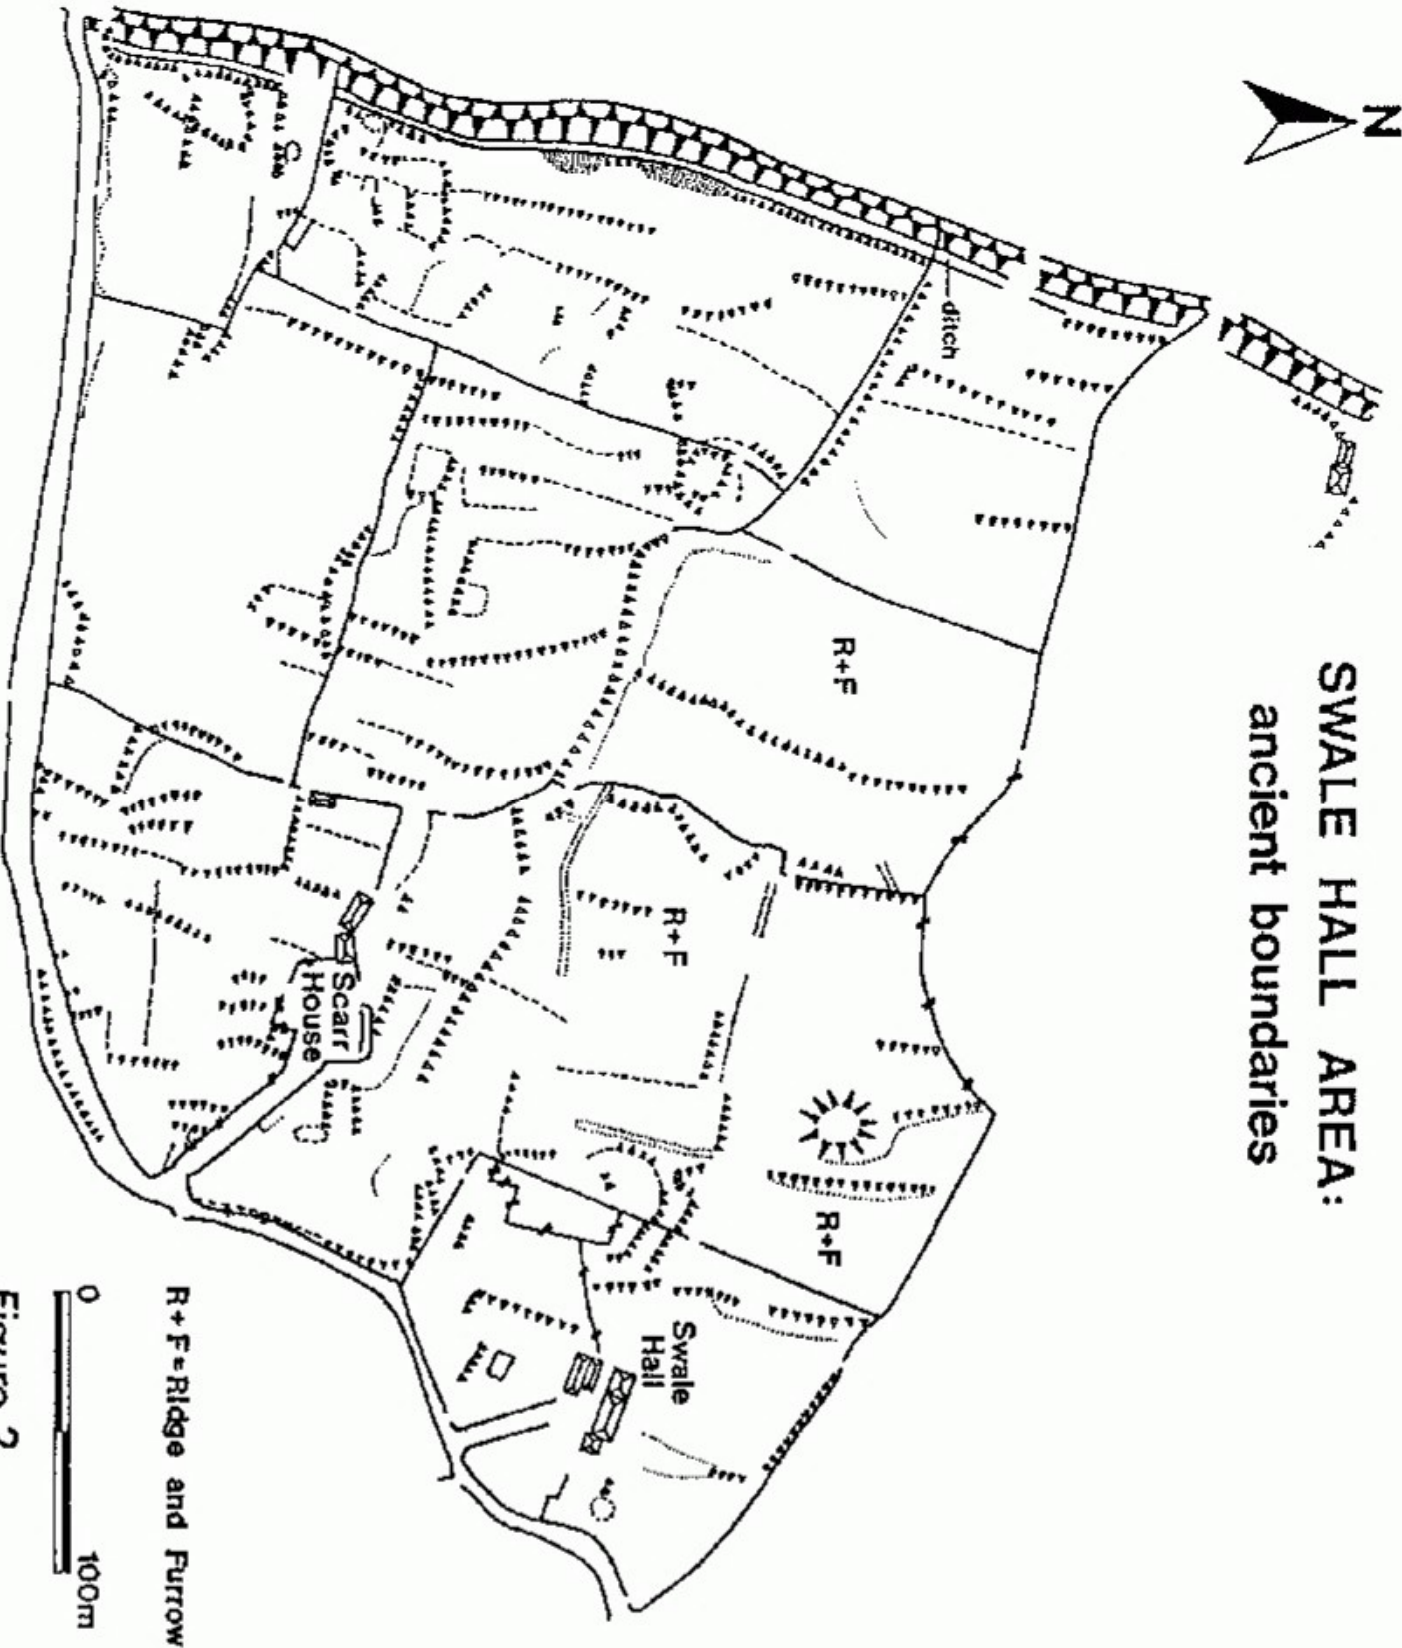 SWALE HALL AREA:
ancient boundaries
N
ditch
R+F
R+F
R+F
Scarr
House
Swale
Hall
R+F=Ridge and Furrow
0 100m
Figure 2